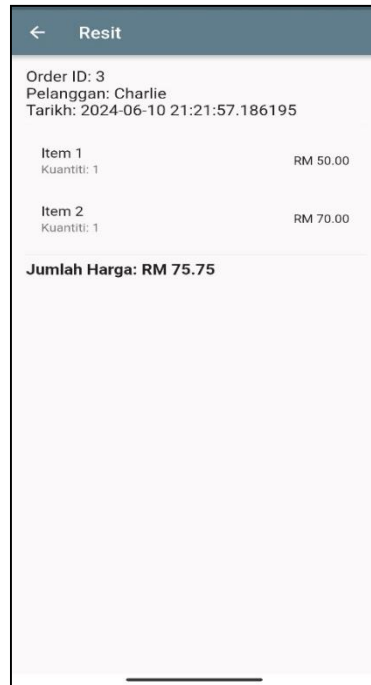 Resit
Order ID: 3
Pelanggan: Charlie
Tarikh: 2024-06-10 21:21:57.186195
Item 1
Kuantiti: 1
RM 50.00
Item 2
Kuantiti: 1
RM 70.00
Jumlah Harga: RM 75.75